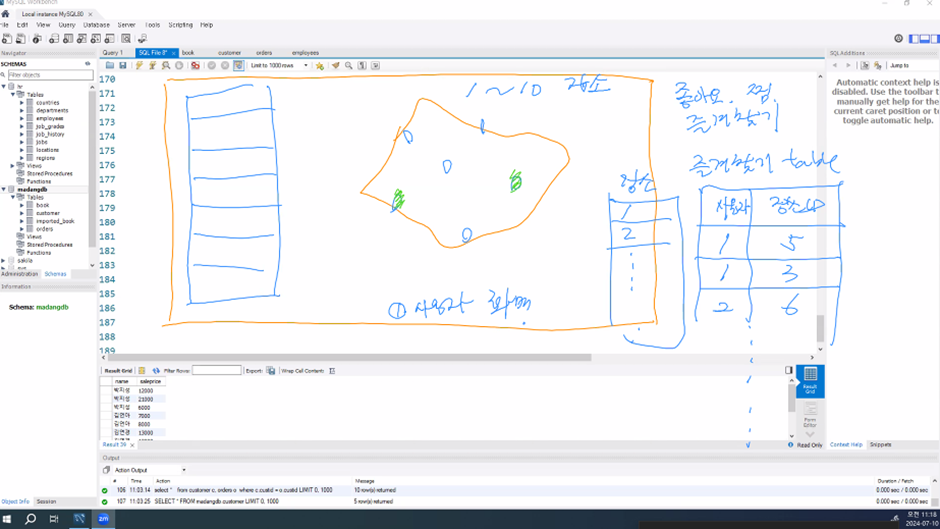 MySQL Workbench
Local instance MySQL80 ×
File Edit View Query Database Server Tools Scripting Help
Navigator
SCHEMAS
Filter objects
hr
Tables
countries
departments
employees
job_grades
job_history
jobs
locations
regions
Views
Stored Procedures
Functions
madangdb
Tables
book
customer
imported_book
orders
Views
Stored Procedures
Functions
sakila
Administration Schemas
Information
Schema: madangdb
Object Info Session
Query 1 SQL File 8* × book customer orders employees
Limit to 1000 rows
170
171
172
173
174
175
176
177
178
179
180
181
182
183
184
185
186
187
188
189
1~10 장소
좋아요. 찜.
즐겨찾기
즐겨찾기 table
장소
1
2
사용자 장소ID
1 5
1 3
2 6
① 사용자 화면
SQL Additions
Jump to
Automatic context help is disabled. Use the toolbar to manually get help for the current caret position or to toggle automatic help.
Result Grid Filter Rows: Export: Wrap Cell Content:
name saleprice
박지성 12000
박지성 21000
박지성 6000
김연아 7000
김연아 8000
김연경 13000
Result Grid
Form Editor
Result 39 ×
Read Only
Context Help Snippets
Output
Action Output
# Time Action Message Duration / Fetch
106 11:03:14 select * from customer c, orders o where c.custid = o.custid LIMIT 0, 1000 10 row(s) returned 0.000 sec / 0.000 sec
107 11:03:25 SELECT * FROM madangdb.customer LIMIT 0, 1000 5 row(s) returned 0.000 sec / 0.000 sec
zm
오전 11:18
2024-07-10